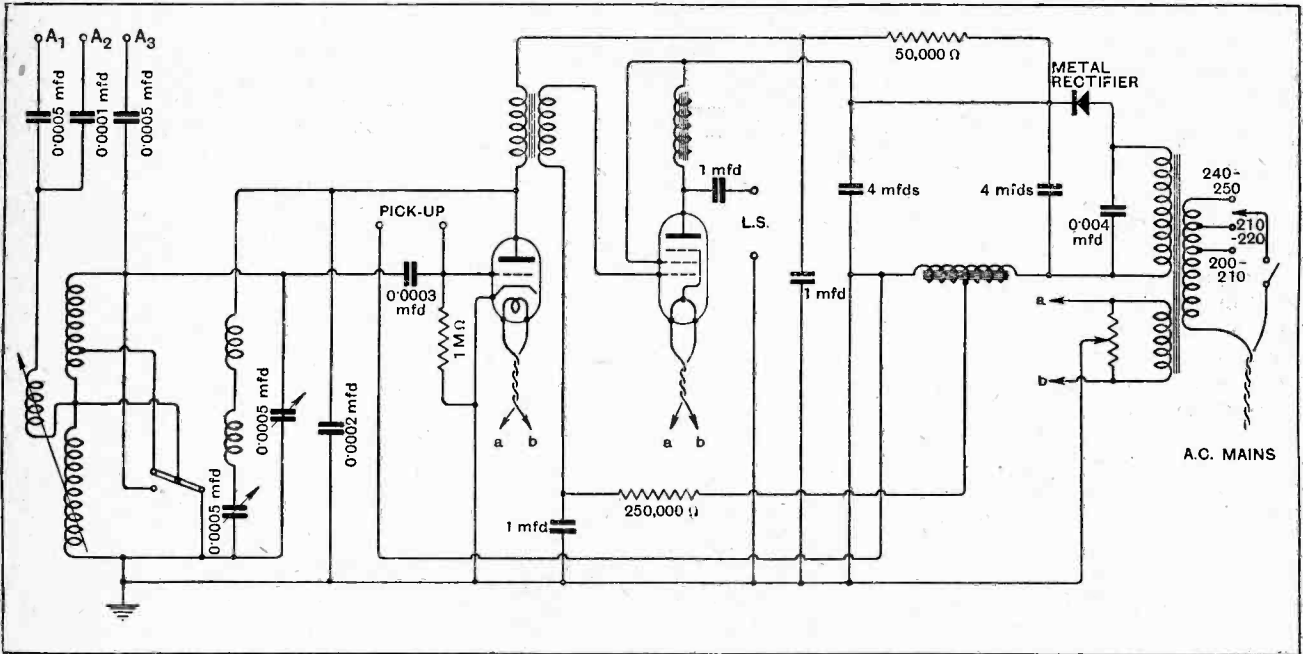 A1
A2
A3
0·0005 mfd
0·0001 mfd
0·0005 mfd
50,000 Ω
METAL
RECTIFIER
1 mfd
PICK-UP
L.S.
4 mfds
4 mfds
0·004
mfd
240-
250
210
-220
200-
210
0·0003
mfd
1 MΩ
1 mfd
a
b
0·0005 mfd
0·0002 mfd
a b
a b
A.C. MAINS
0·0005 mfd
250,000 Ω
1 mfd